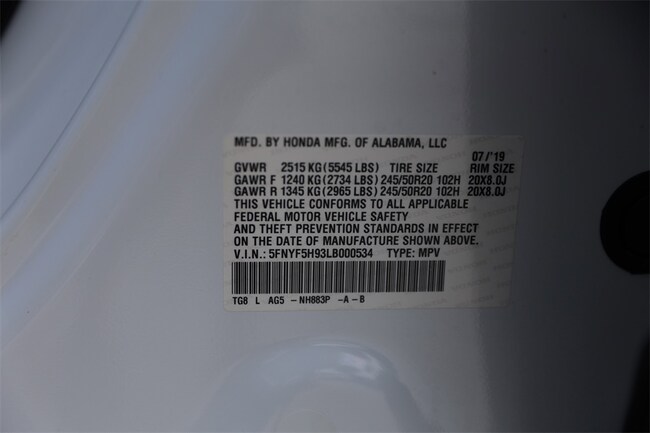 MFD. BY HONDA MFG. OF ALABAMA, LLC
07/'19
GVWR 2515 KG (5545 LBS) TIRE SIZE RIM SIZE
GAWR F 1240 KG (2734 LBS) 245/50R20 102H 20X8.0J
GAWR R 1345 KG (2965 LBS) 245/50R20 102H 20X8.0J
THIS VEHICLE CONFORMS TO ALL APPLICABLE
FEDERAL MOTOR VEHICLE SAFETY
AND THEFT PREVENTION STANDARDS IN EFFECT
ON THE DATE OF MANUFACTURE SHOWN ABOVE.
V.I.N.: 5FNYF5H93LB000534 TYPE: MPV
TG8 L AG5 -NH883P -A-B